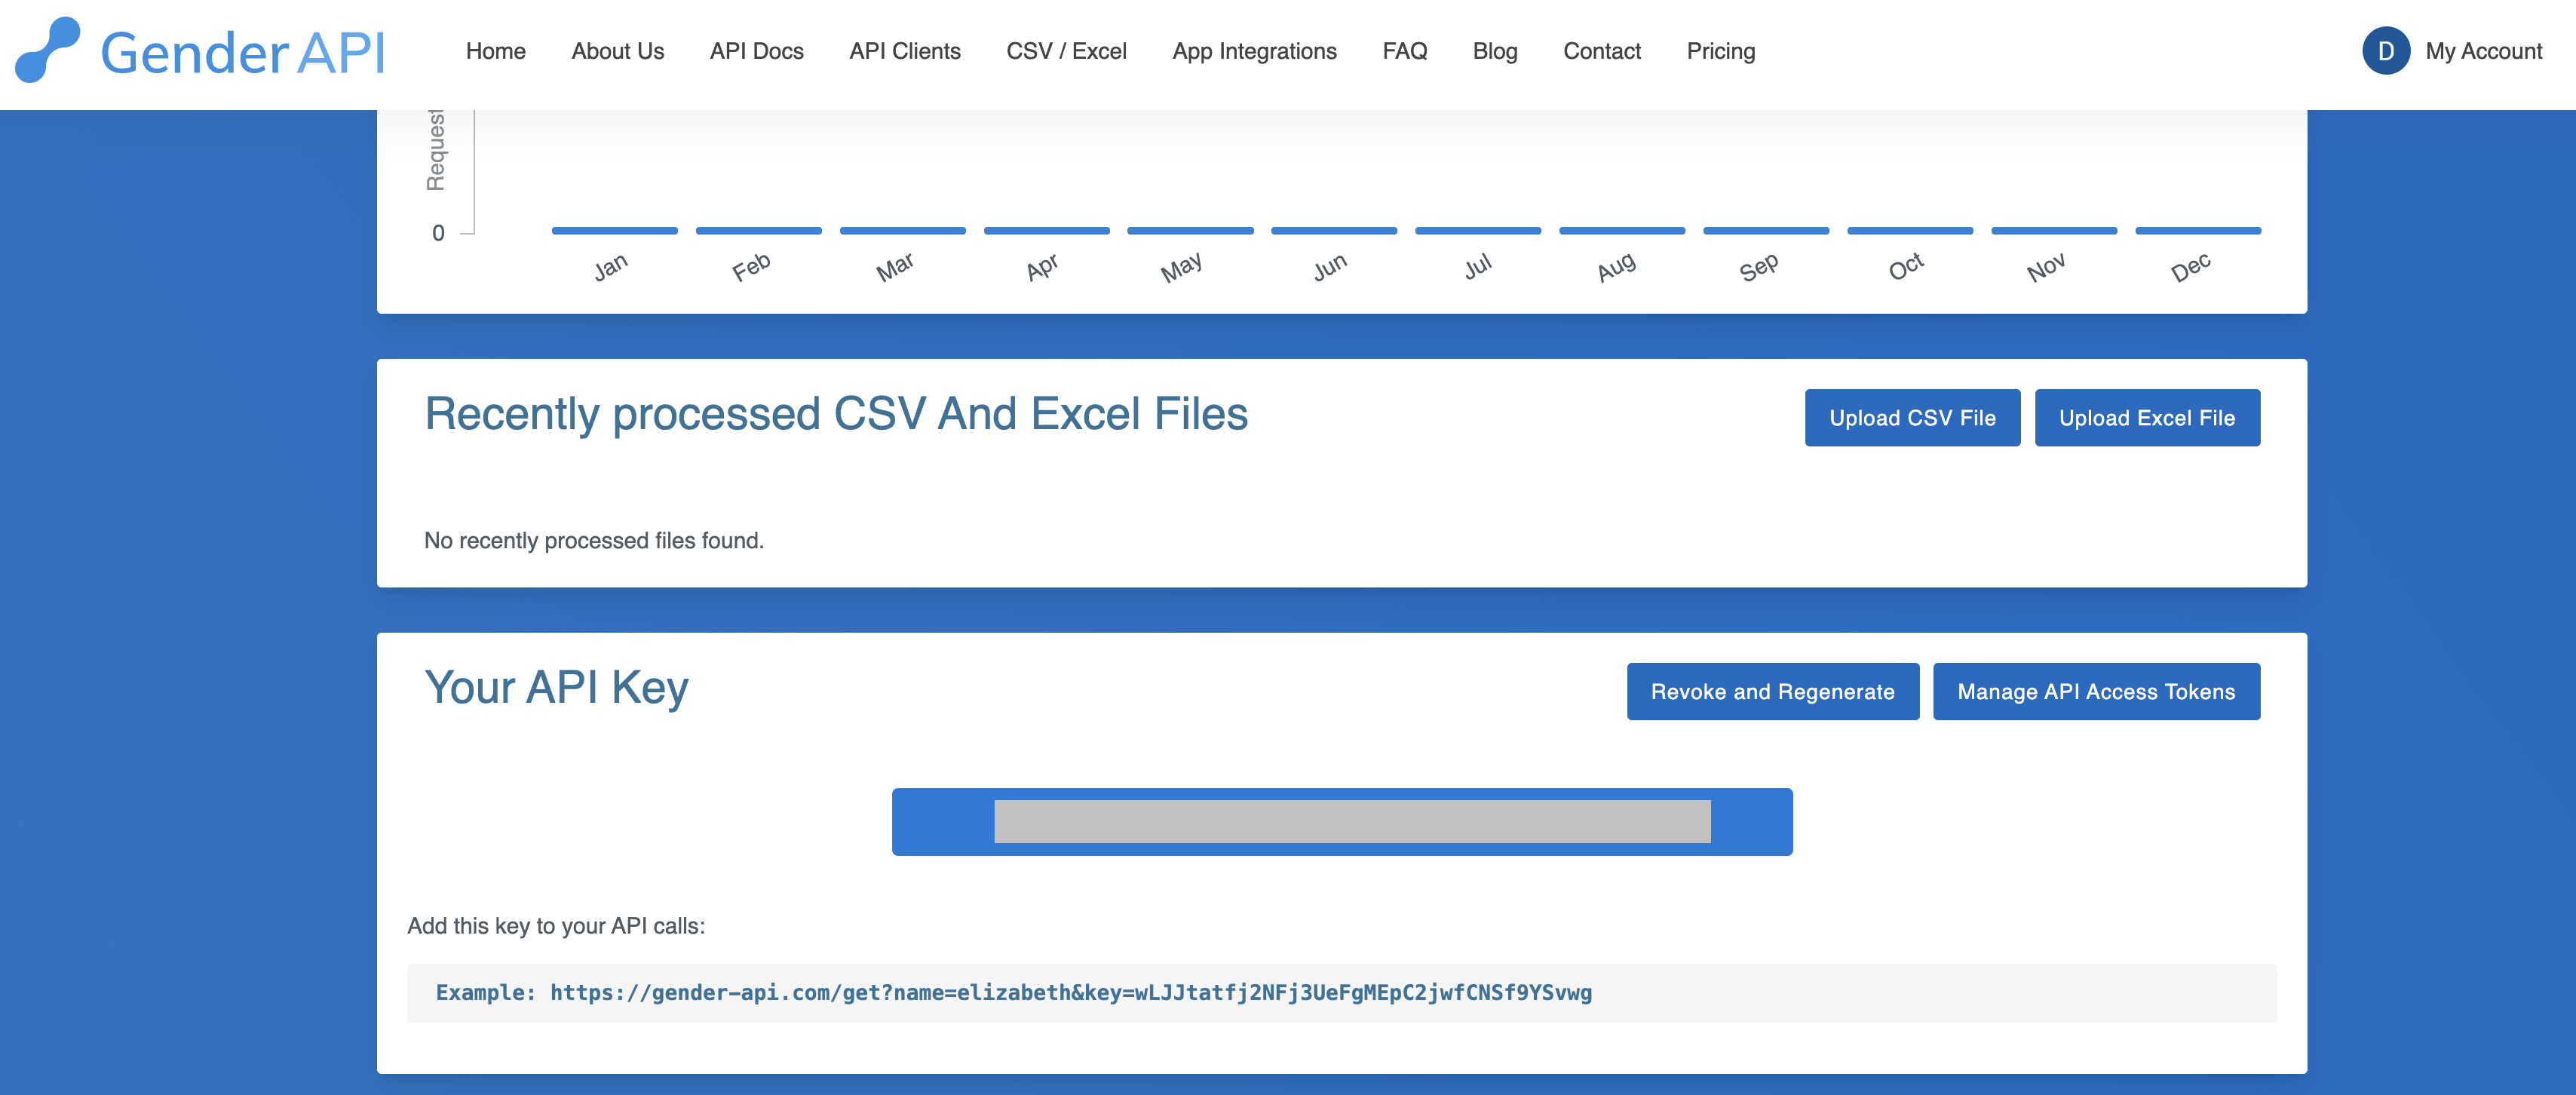 Gender API
Home
About Us
API Docs
API Clients
CSV / Excel
App Integrations
FAQ
Blog
Contact
Pricing
D
My Account
Request
0
Jan
Feb
Mar
Apr
May
Jun
Jul
Aug
Sep
Oct
Nov
Dec
Recently processed CSV And Excel Files
Upload CSV File
Upload Excel File
No recently processed files found.
Your API Key
Revoke and Regenerate
Manage API Access Tokens
Add this key to your API calls:
Example: https://gender-api.com/get?name=elizabeth&key=wLJJtatfj2NFj3UeFgMEpC2jwfCNSf9YSvwg